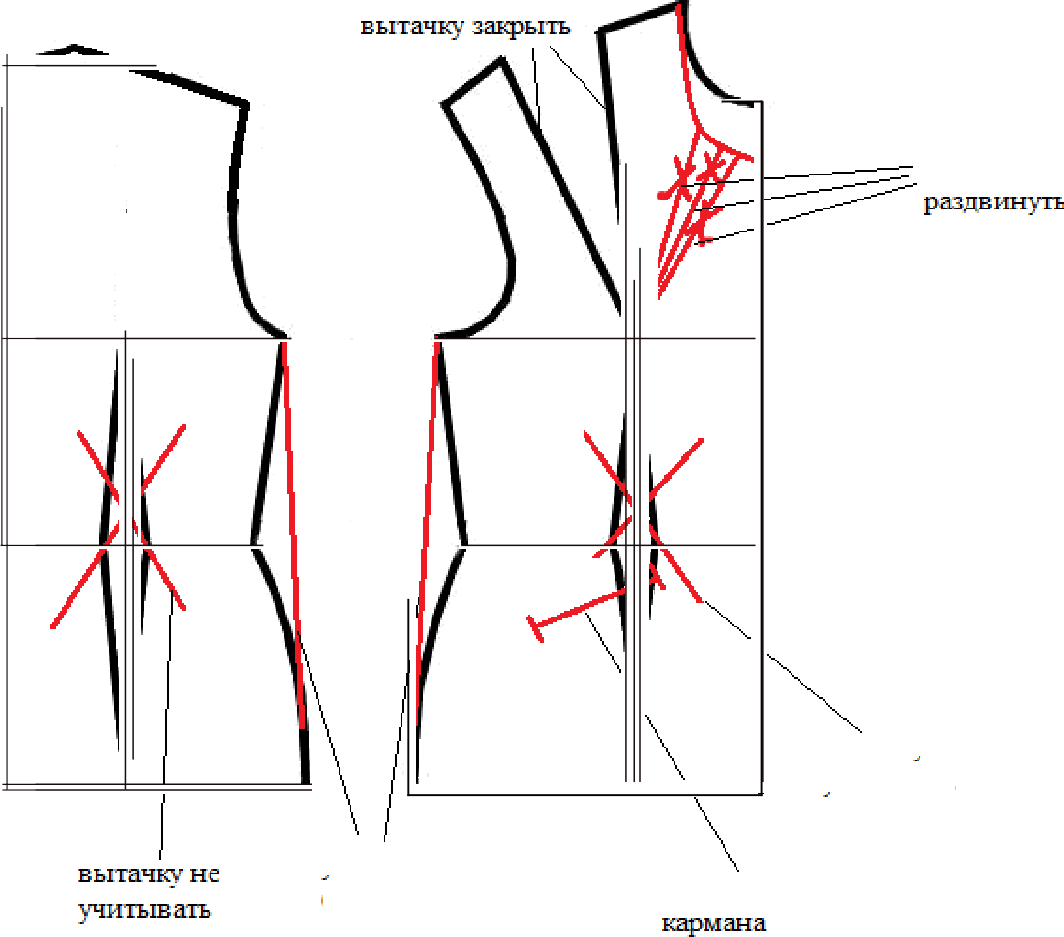 вытачку закрыть
раздвинуть
вытачку не
учитывать
кармана